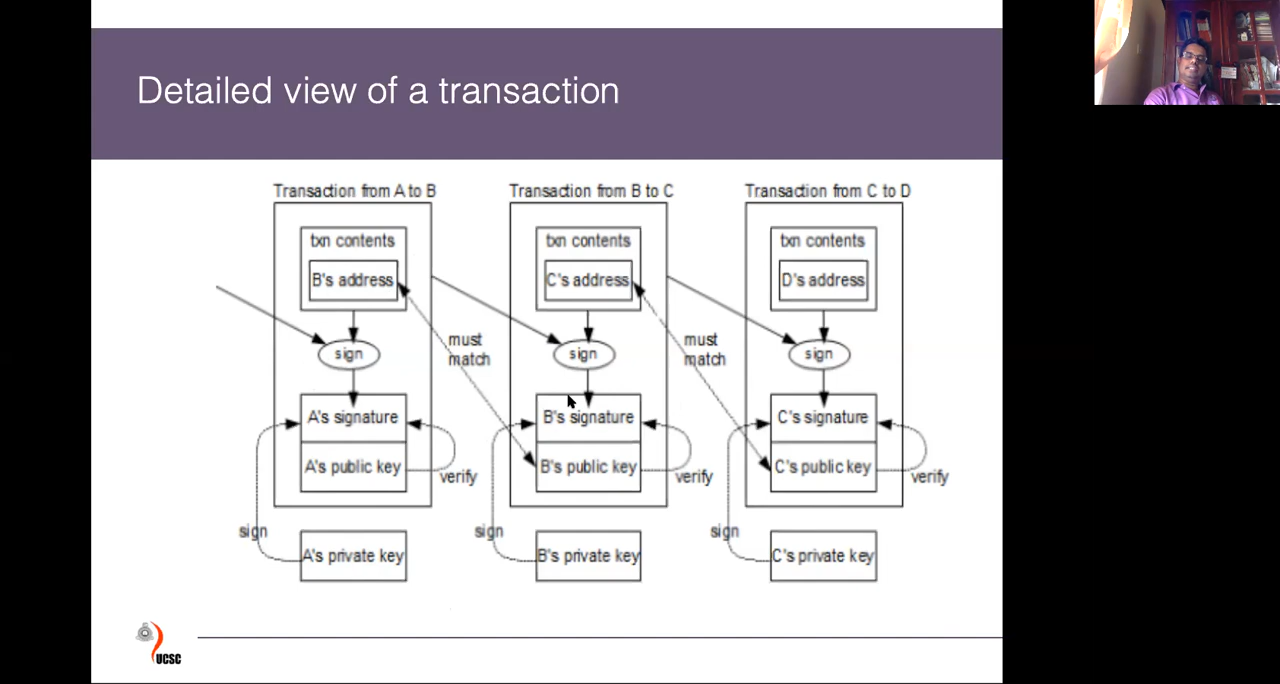 Detailed view of a transaction
Transaction from A to B
txn contents
B's address
sign
A's signature
A's public key
verify
sign
A's private key
must
match
Transaction from B to C
txn contents
C's address
sign
B's signature
B's public key
verify
sign
B's private key
must
match
Transaction from C to D
txn contents
D's address
sign
C's signature
C's public key
verify
sign
C's private key
UCSC